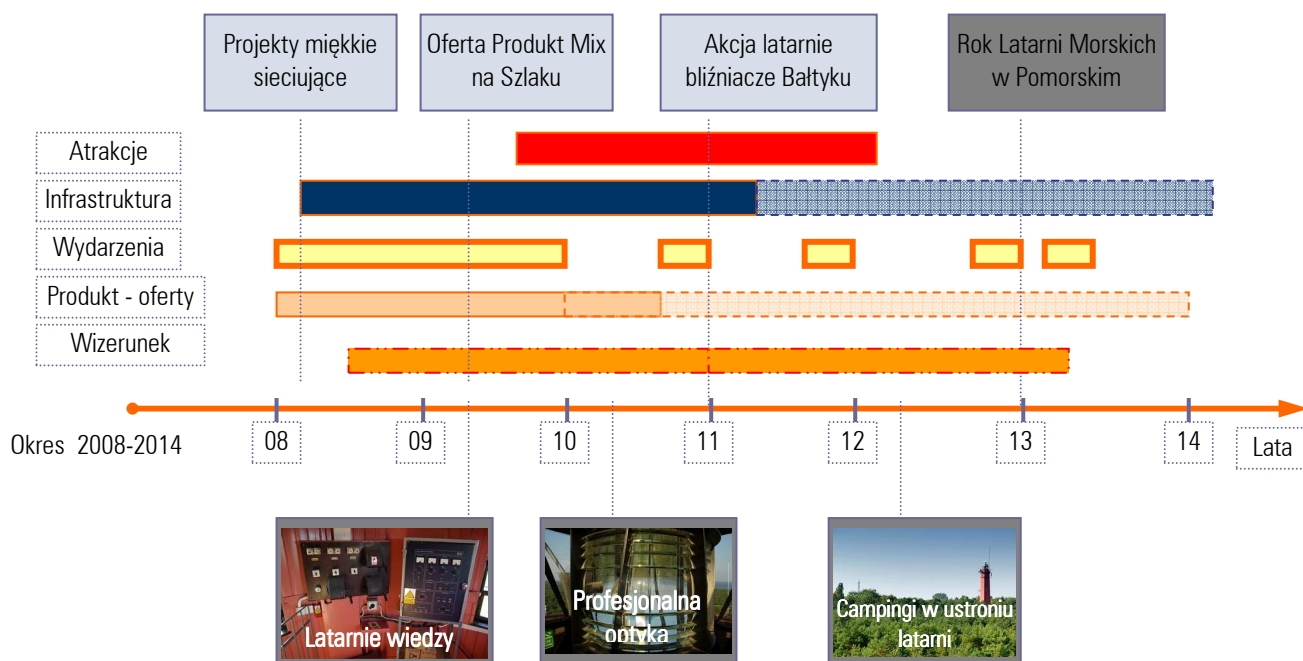 Projekty miękkie
sieciujące
Oferta Produkt Mix
na Szlaku
Akcja latarnie
bliźniacze Bałtyku
Rok Latarni Morskich
w Pomorskim
Atrakcje
Infrastruktura
Wydarzenia
Produkt - oferty
Wizerunek
Okres 2008-2014
08
09
10
11
12
13
14
Lata
Latarnie wiedzy
Profesjonalna
optyka
Campingi w ustroniu
latarni